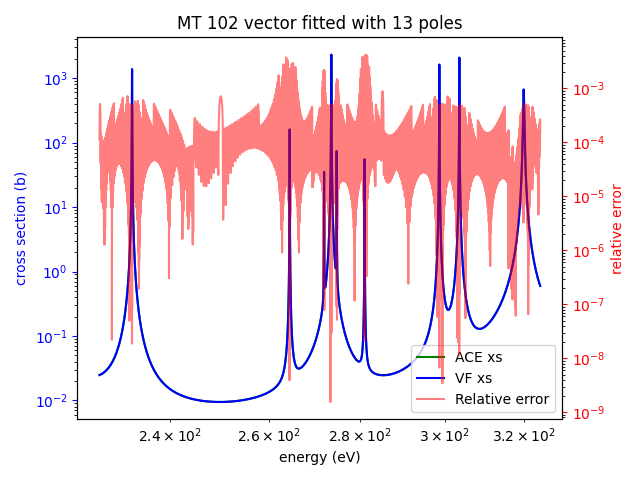 MT 102 vector fitted with 13 poles
cross section (b)
10³
10²
10¹
10⁰
10⁻¹
10⁻²
10⁻³
10⁻⁴
10⁻⁵
10⁻⁶
10⁻⁷
10⁻⁸
10⁻⁹
relative error
ACE xs
VF xs
Relative error
2.4 × 10² 2.6 × 10² 2.8 × 10² 3 × 10² 3.2 × 10²
energy (eV)